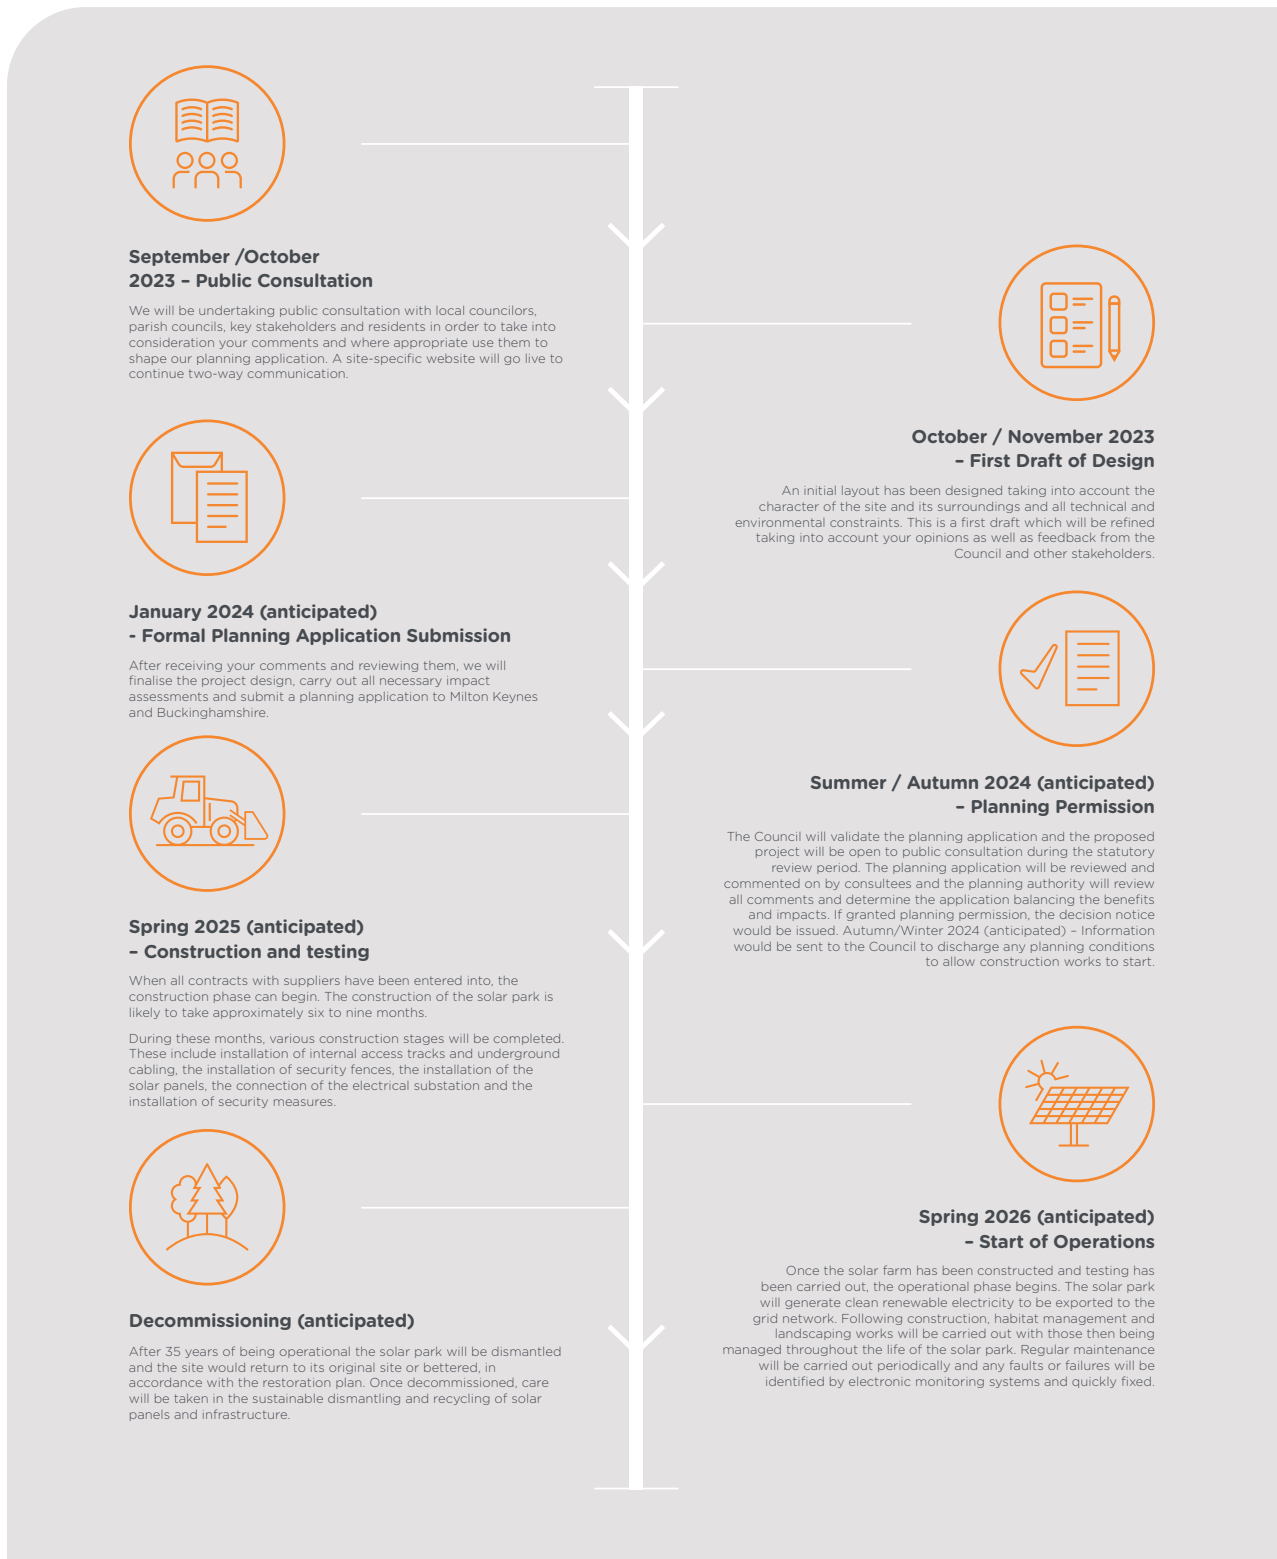 September /October
2023 – Public Consultation
We will be undertaking public consultation with local councilors,
parish councils, key stakeholders and residents in order to take into
consideration your comments and where appropriate use them to
shape our planning application. A site-specific website will go live to
continue two-way communication.
October / November 2023
– First Draft of Design
An initial layout has been designed taking into account the
character of the site and its surroundings and all technical and
environmental constraints. This is a first draft which will be refined
taking into account your opinions as well as feedback from the
Council and other stakeholders.
January 2024 (anticipated)
- Formal Planning Application Submission
After receiving your comments and reviewing them, we will
finalise the project design, carry out all necessary impact
assessments and submit a planning application to Milton Keynes
and Buckinghamshire.
Summer / Autumn 2024 (anticipated)
– Planning Permission
The Council will validate the planning application and the proposed
project will be open to public consultation during the statutory
review period. The planning application will be reviewed and
commented on by consultees and the planning authority will review
all comments and determine the application balancing the benefits
and impacts. If granted planning permission, the decision notice
would be issued. Autumn/Winter 2024 (anticipated) – Information
would be sent to the Council to discharge any planning conditions
to allow construction works to start.
Spring 2025 (anticipated)
– Construction and testing
When all contracts with suppliers have been entered into, the
construction phase can begin. The construction of the solar park is
likely to take approximately six to nine months.
During these months, various construction stages will be completed.
These include installation of internal access tracks and underground
cabling, the installation of security fences, the installation of the
solar panels, the connection of the electrical substation and the
installation of security measures.
Spring 2026 (anticipated)
– Start of Operations
Once the solar farm has been constructed and testing has
been carried out, the operational phase begins. The solar park
will generate clean renewable electricity to be exported to the
grid network. Following construction, habitat management and
landscaping works will be carried out with those then being
managed throughout the life of the solar park. Regular maintenance
will be carried out periodically and any faults or failures will be
identified by electronic monitoring systems and quickly fixed.
Decommissioning (anticipated)
After 35 years of being operational the solar park will be dismantled
and the site would return to its original site or bettered, in
accordance with the restoration plan. Once decommissioned, care
will be taken in the sustainable dismantling and recycling of solar
panels and infrastructure.